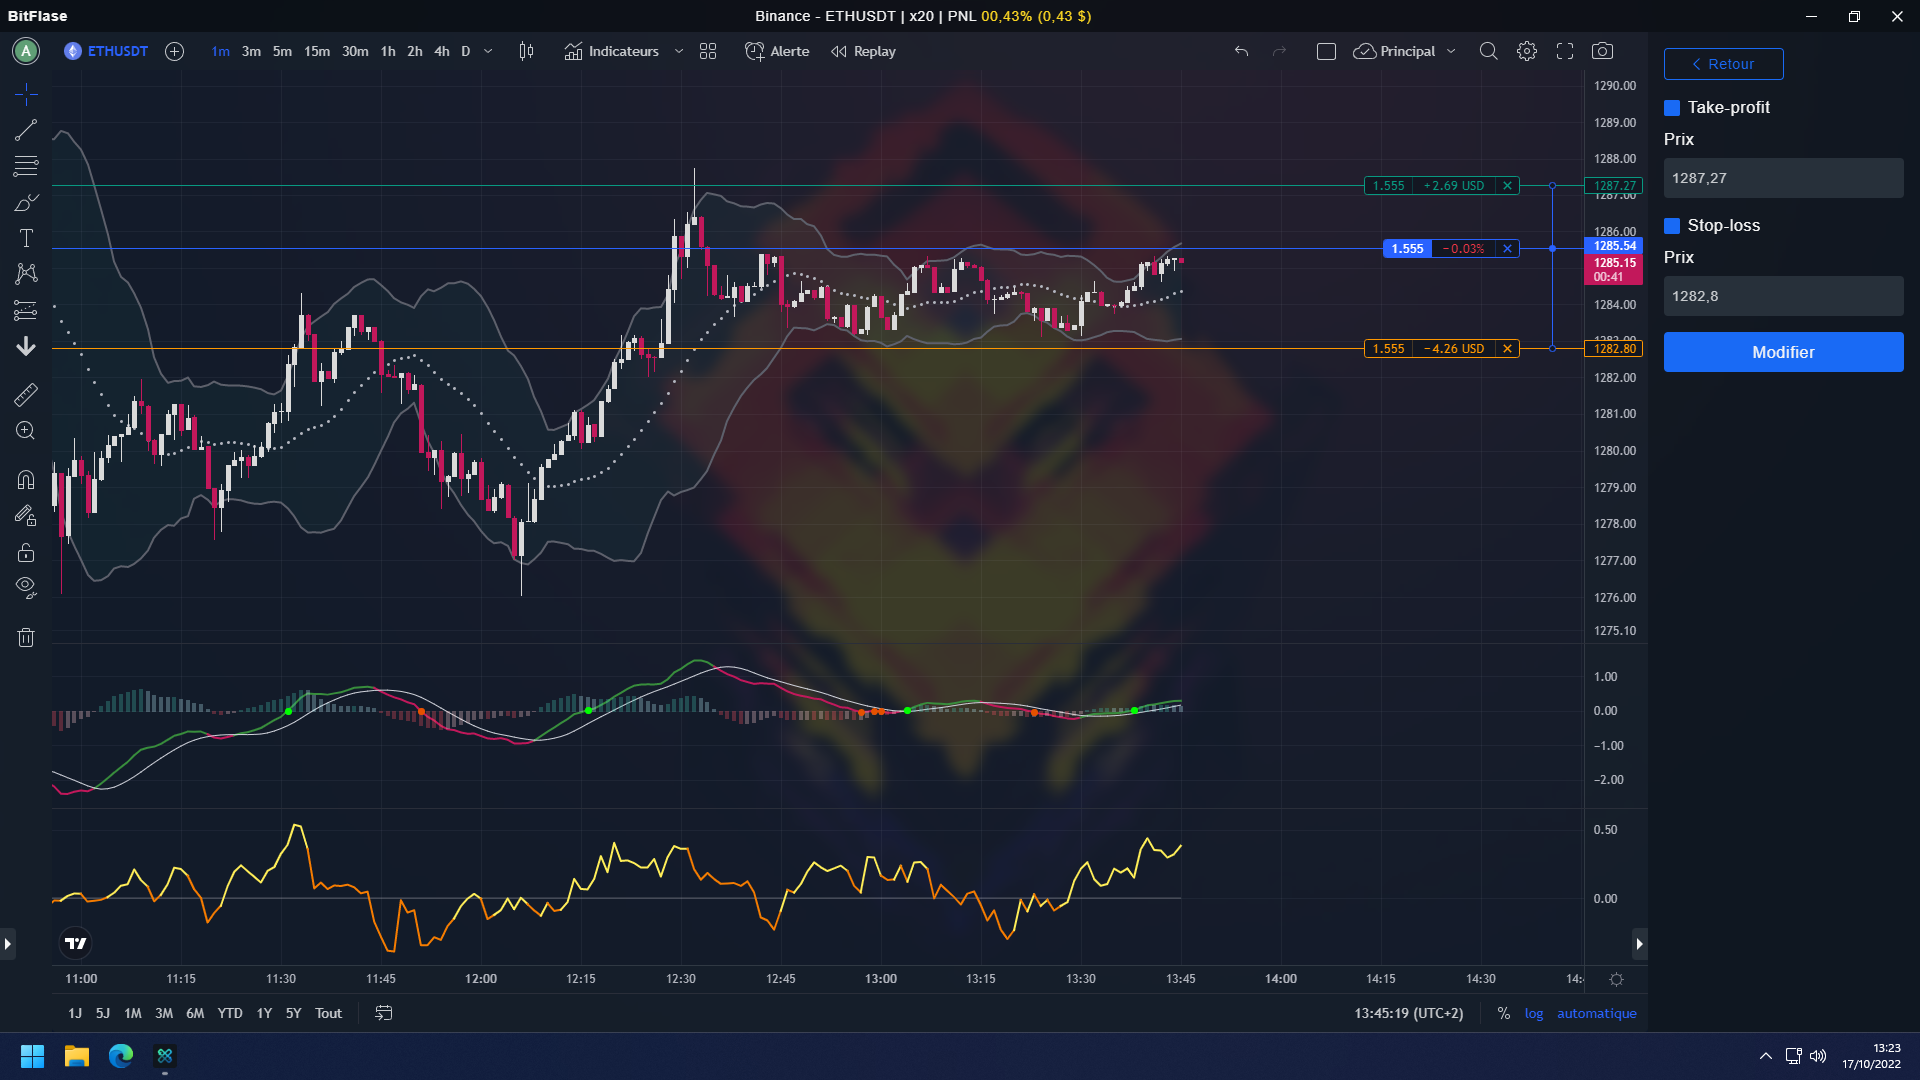 BitFlase
Binance - ETHUSDT | x20 | PNL 00,43% (0,43 $)
A
ETHUSDT
1m 3m 5m 15m 30m 1h 2h 4h D
Indicateurs
Alerte
Replay
Principal
Retour
Take-profit
Prix
1287,27
Stop-loss
Prix
1282,8
Modifier
1290.00
1289.00
1288.00
1.555 +2.69 USD
1287.27
1287.00
1286.00
1.555 −0.03%
1285.54
1285.15
00:41
1284.00
1.555 −4.26 USD
1282.80
1282.00
1281.00
1280.00
1279.00
1278.00
1277.00
1276.00
1275.10
1.00
0.00
−1.00
−2.00
0.50
0.00
11:00 11:15 11:30 11:45 12:00 12:15 12:30 12:45 13:00 13:15 13:30 13:45 14:00 14:15 14:30
1J 5J 1M 3M 6M YTD 1Y 5Y Tout
13:45:19 (UTC+2)
% log automatique
13:23
17/10/2022